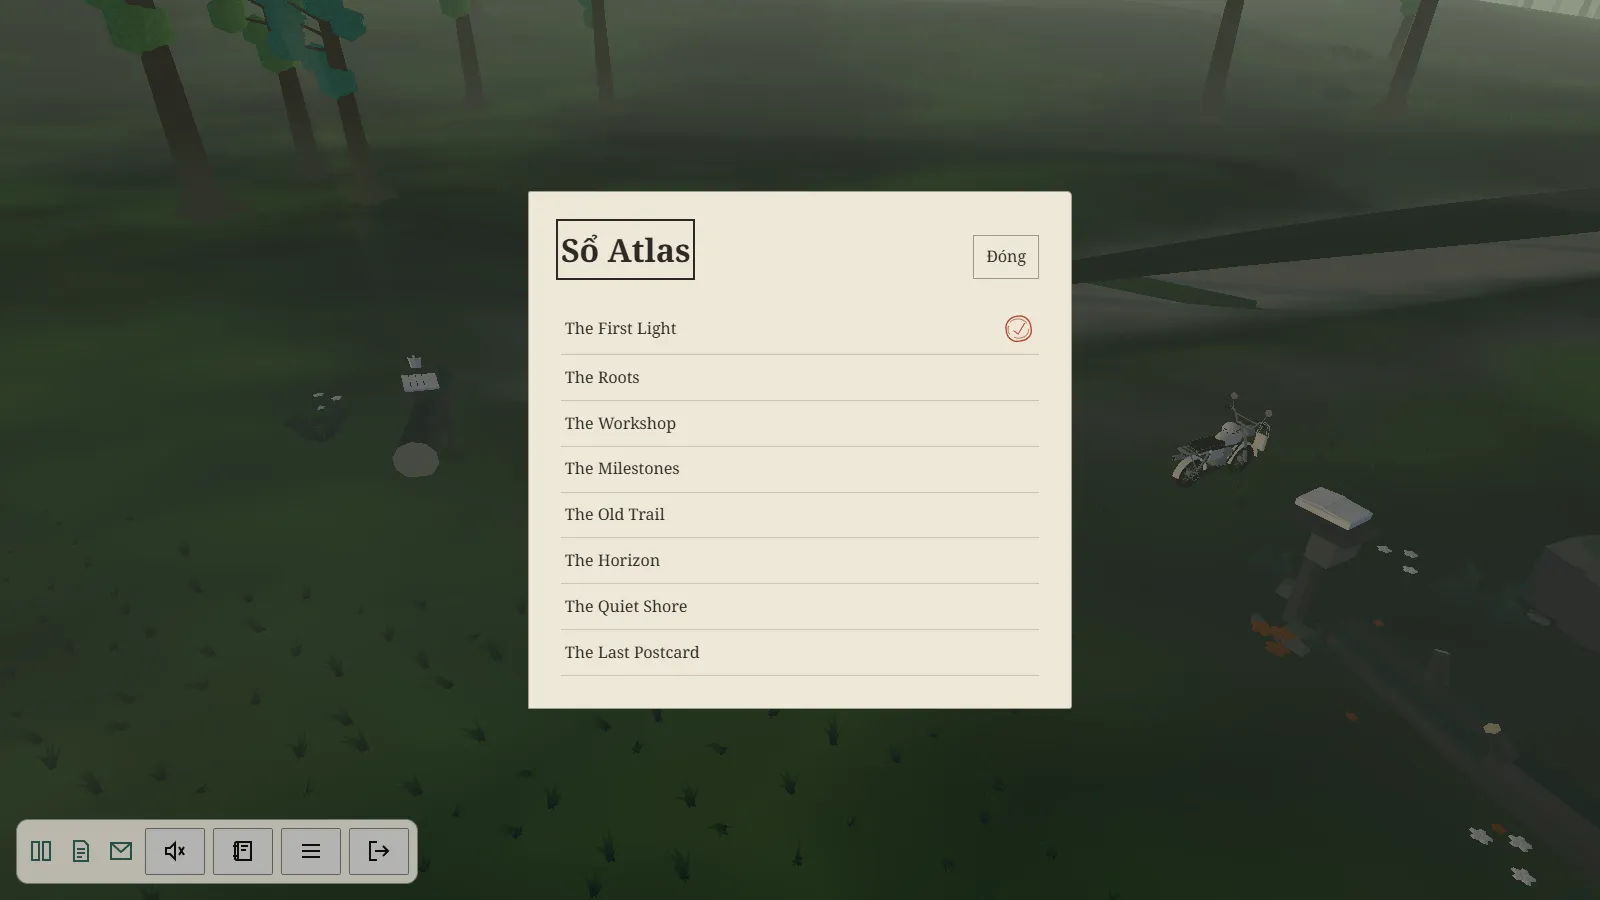 Sổ Atlas
Đóng
The First Light
The Roots
The Workshop
The Milestones
The Old Trail
The Horizon
The Quiet Shore
The Last Postcard